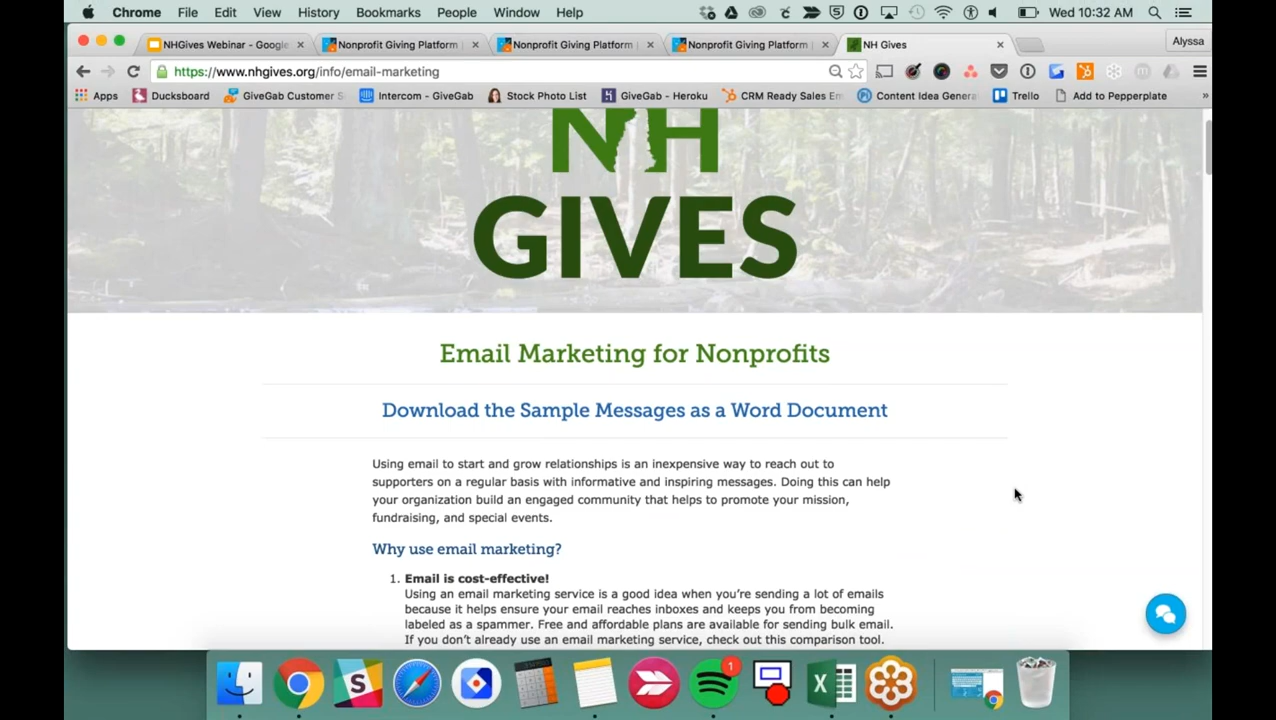 Chrome File Edit View History Bookmarks People Window Help Wed 10:32 AM
NHGives Webinar - Google Nonprofit Giving Platform Nonprofit Giving Platform Nonprofit Giving Platform NH Gives Alyssa
https://www.nhgives.org/info/email-marketing
Apps Ducksboard GiveGab Customer S Intercom - GiveGab Stock Photo List GiveGab - Heroku CRM Ready Sales Em Content Idea Genera Trello Add to Pepperplate »
NH
GIVES
Email Marketing for Nonprofits
Download the Sample Messages as a Word Document
Using email to start and grow relationships is an inexpensive way to reach out to
supporters on a regular basis with informative and inspiring messages. Doing this can help
your organization build an engaged community that helps to promote your mission,
fundraising, and special events.
Why use email marketing?
1. Email is cost-effective!
Using an email marketing service is a good idea when you're sending a lot of emails
because it helps ensure your email reaches inboxes and keeps you from becoming
labeled as a spammer. Free and affordable plans are available for sending bulk email.
If you don't already use an email marketing service, check out this comparison tool.
S 1 X